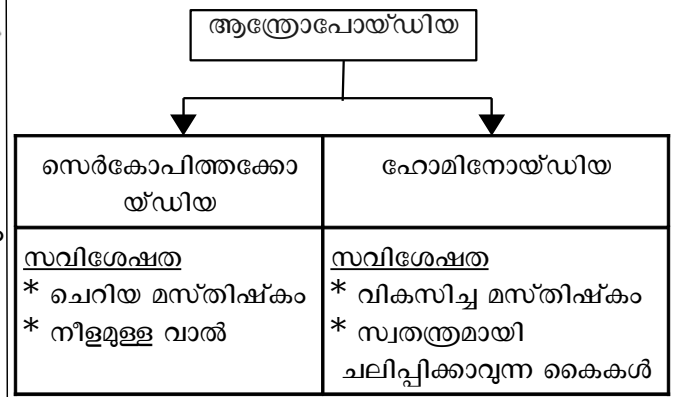 ആന്ത്രോപോയ്ഡിയ
സെർകോപിത്തക്കോ
യ്ഡിയ
ഹോമിനോയ്ഡിയ
സവിശേഷത
* ചെറിയ മസ്തിഷ്കം
* നീളമുള്ള വാൽ
സവിശേഷത
* വികസിച്ച മസ്തിഷ്കം
* സ്വതന്ത്രമായി
ചലിപ്പിക്കാവുന്ന കൈകൾ